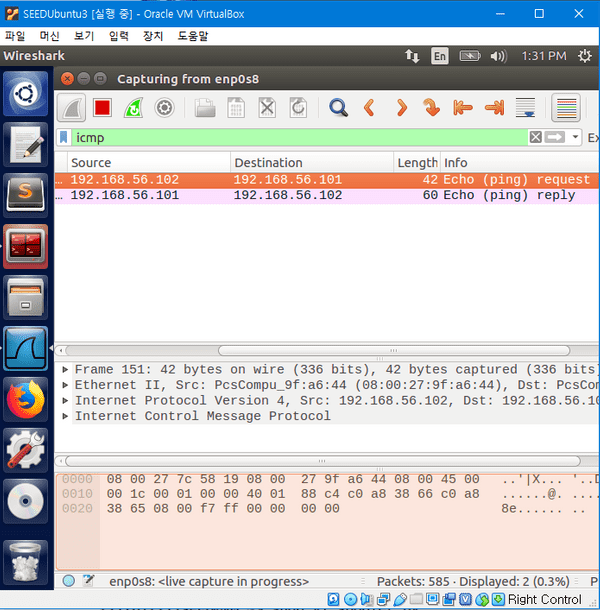 SEEDUbuntu3 [실행 중] - Oracle VM VirtualBox
파일 머신 보기 입력 장치 도움말
Wireshark En 1:31 PM
Capturing from enp0s8
icmp
Source Destination Length Info
... 192.168.56.102 192.168.56.101 42 Echo (ping) request
... 192.168.56.101 192.168.56.102 60 Echo (ping) reply
Frame 151: 42 bytes on wire (336 bits), 42 bytes captured (336 bits)
Ethernet II, Src: PcsCompu_9f:a6:44 (08:00:27:9f:a6:44), Dst: PcsCom
Internet Protocol Version 4, Src: 192.168.56.102, Dst: 192.168.56.10
Internet Control Message Protocol
0000 08 00 27 7c 58 19 08 00 27 9f a6 44 08 00 45 00 ..'|X... '..D
0010 00 1c 00 01 00 00 40 01 88 c4 c0 a8 38 66 c0 a8 ......@. ....
0020 38 65 08 00 f7 ff 00 00 00 00 8e...... ..
enp0s8: <live capture in progress> Packets: 585 · Displayed: 2 (0.3%) P
Right Control